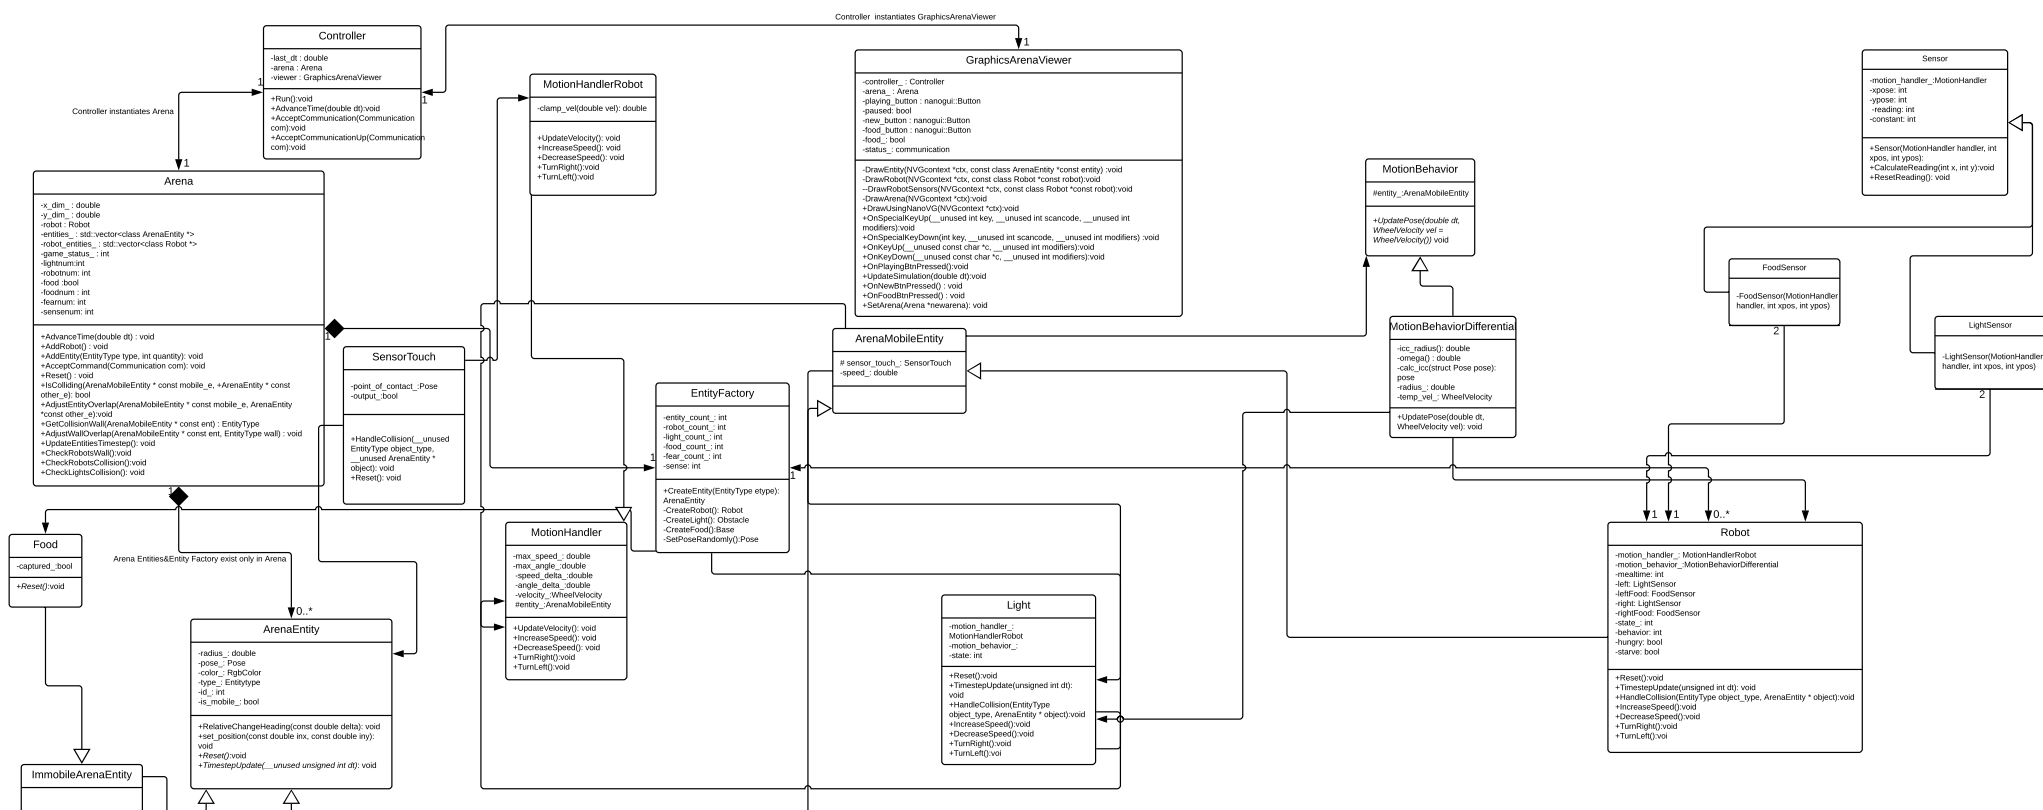 Controller instantiates GraphicsArenaViewer
1
Controller
-last_dt : double
-arena : Arena
-viewer : GraphicsArenaViewer
+Run():void
+AdvanceTime(double dt):void
+AcceptCommunication(Communication
com):void
+AcceptCommunicationUp(Communication
com):void
1
1
Controller instantiates Arena
1
Arena
-x_dim_ : double
-y_dim_ : double
-robot : Robot
-entities_ : std::vector<class ArenaEntity *>
-robot_entities_ : std::vector<class Robot *>
-game_status_ : int
-lightnum:int
-robotnum: int
-food :bool
-foodnum : int
-fearnum: int
-sensenum: int
+AdvanceTime(double dt) : void
+AddRobot() : void
+AddEntity(EntityType type, int quantity): void
+AcceptCommand(Communication com): void
+Reset() : void
+IsColliding(ArenaMobileEntity * const mobile_e, +ArenaEntity * const
other_e): bool
+AdjustEntityOverlap(ArenaMobileEntity * const mobile_e, ArenaEntity
*const other_e):void
+GetCollisionWall(ArenaMobileEntity * const ent) : EntityType
+AdjustWallOverlap(ArenaMobileEntity * const ent, EntityType wall) : void
+UpdateEntitiesTimestep(): void
+CheckRobotsWall():void
+CheckRobotsCollision():void
+CheckLightsCollision(): void
1
1
MotionHandlerRobot
-clamp_vel(double vel): double
+UpdateVelocity(): void
+IncreaseSpeed(): void
+DecreaseSpeed(): void
+TurnRight():void
+TurnLeft():void
GraphicsArenaViewer
-controller_ : Controller
-arena_ : Arena
-playing_button : nanogui::Button
-paused: bool
-new_button : nanogui::Button
-food_button : nanogui::Button
-food_: bool
-status_: communication
-DrawEntity(NVGcontext *ctx, const class ArenaEntity *const entity) :void
-DrawRobot(NVGcontext *ctx, const class Robot *const robot):void
--DrawRobotSensors(NVGcontext *ctx, const class Robot *const robot):void
-DrawArena(NVGcontext *ctx):void
+DrawUsingNanoVG(NVGcontext *ctx):void
+OnSpecialKeyUp(__unused int key, __unused int scancode, __unused int
modifiers):void
+OnSpecialKeyDown(int key, __unused int scancode, __unused int modifiers) :void
+OnKeyUp(__unused const char *c, __unused int modifiers):void
+OnKeyDown(__unused const char *c, __unused int modifiers):void
+OnPlayingBtnPressed():void
+UpdateSimulation(double dt):void
+OnNewBtnPressed() : void
+OnFoodBtnPressed() : void
+SetArena(Arena *newarena): void
MotionBehavior
#entity_:ArenaMobileEntity
+UpdatePose(double dt,
WheelVelocity vel =
WheelVelocity()) void
Sensor
-motion_handler_:MotionHandler
-xpose: int
-ypose: int
-reading: int
-constant: int
+Sensor(MotionHandler handler, int
xpos, int ypos):
+CalculateReading(int x, int y):void
+ResetReading(): void
FoodSensor
-FoodSensor(MotionHandler
handler, int xpos, int ypos)
2
LightSensor
-LightSensor(MotionHandler
handler, int xpos, int ypos)
2
MotionBehaviorDifferential
-icc_radius(): double
-omega() : double
-calc_icc(struct Pose pose):
pose
-radius_: double
-temp_vel_: WheelVelocity
+UpdatePose(double dt,
WheelVelocity vel): void
ArenaMobileEntity
# sensor_touch_: SensorTouch
-speed_: double
SensorTouch
-point_of_contact_:Pose
-output_:bool
+HandleCollision(__unused
EntityType object_type,
__unused ArenaEntity *
object): void
+Reset(): void
EntityFactory
-entity_count_: int
-robot_count_: int
-light_count_: int
-food_count_: int
-fear_count_: int
-sense: int
+CreateEntity(EntityType etype):
ArenaEntity
-CreateRobot(): Robot
-CreateLight(): Obstacle
-CreateFood():Base
-SetPoseRandomly():Pose
1
1
Food
-captured_:bool
+Reset():void
Arena Entities&Entity Factory exist only in Arena
0..*
MotionHandler
-max_speed_: double
-max_angle_:double
-speed_delta_:double
-angle_delta_:double
-velocity_:WheelVelocity
#entity_:ArenaMobileEntity
+UpdateVelocity(): void
+IncreaseSpeed(): void
+DecreaseSpeed(): void
+TurnRight():void
+TurnLeft():void
1
1
0..*
Robot
-motion_handler_: MotionHandlerRobot
-motion_behavior_:MotionBehaviorDifferential
-mealtime: int
-left: LightSensor
-leftFood: FoodSensor
-right: LightSensor
-rightFood: FoodSensor
-state_: int
-behavior: int
-hungry: bool
-starve: bool
+Reset():void
+TimestepUpdate(unsigned int dt): void
+HandleCollision(EntityType object_type, ArenaEntity * object):void
+IncreaseSpeed():void
+DecreaseSpeed():void
+TurnRight():void
+TurnLeft():voi
Light
-motion_handler_:
MotionHandlerRobot
-motion_behavior_:
-state: int
+Reset():void
+TimestepUpdate(unsigned int dt):
void
+HandleCollision(EntityType
object_type, ArenaEntity * object):void
+IncreaseSpeed():void
+DecreaseSpeed():void
+TurnRight():void
+TurnLeft():voi
ArenaEntity
-radius_: double
-pose_: Pose
-color_: RgbColor
-type_: Entitytype
-id_: int
-is_mobile_: bool
+RelativeChangeHeading(const double delta): void
+set_position(const double inx, const double iny):
void
+Reset():void
+TimestepUpdate(__unused unsigned int dt): void
ImmobileArenaEntity